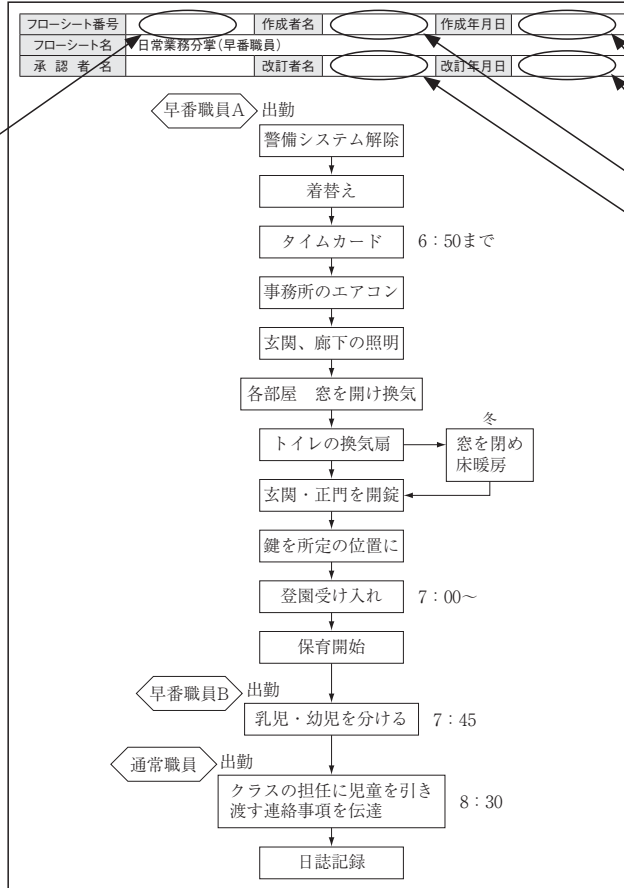 フローシート番号 作成者名 作成年月日
フローシート名 日常業務分掌(早番職員)
承認者名 改訂者名 改訂年月日
早番職員A 出勤
警備システム解除
着替え
タイムカード 6：50まで
事務所のエアコン
玄関、廊下の照明
各部屋　窓を開け換気
冬
トイレの換気扇 窓を閉め
床暖房
玄関・正門を開錠
鍵を所定の位置に
登園受け入れ 7：00〜
保育開始
早番職員B 出勤
乳児・幼児を分ける 7：45
通常職員 出勤
クラスの担任に児童を引き
渡す連絡事項を伝達 8：30
日誌記録